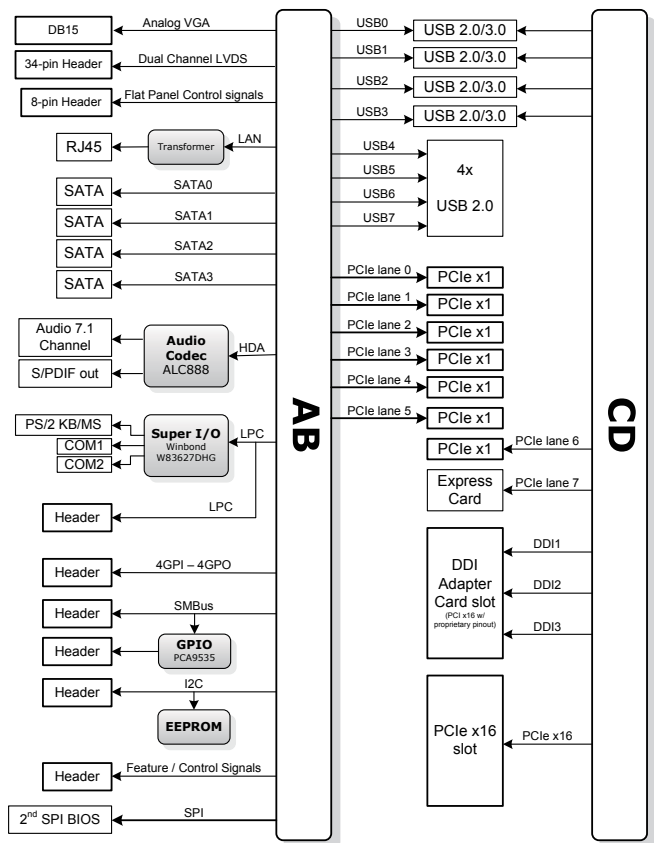 DB15
Analog VGA
34-pin Header
Dual Channel LVDS
8-pin Header
Flat Panel Control signals
RJ45
Transformer
LAN
SATA
SATA0
SATA
SATA1
SATA
SATA2
SATA
SATA3
Audio 7.1
Channel
S/PDIF out
Audio
Codec
ALC888
HDA
PS/2 KB/MS
COM1
COM2
Super I/O
Winbond
W83627DHG
LPC
Header
LPC
Header
4GPI – 4GPO
Header
SMBus
Header
GPIO
PCA9535
Header
I2C
EEPROM
Header
Feature / Control Signals
2nd SPI BIOS
SPI
AB
USB0
USB 2.0/3.0
USB1
USB 2.0/3.0
USB2
USB 2.0/3.0
USB3
USB 2.0/3.0
USB4
USB5
USB6
USB7
4x
USB 2.0
PCIe lane 0
PCIe x1
PCIe lane 1
PCIe x1
PCIe lane 2
PCIe x1
PCIe lane 3
PCIe x1
PCIe lane 4
PCIe x1
PCIe lane 5
PCIe x1
PCIe x1
PCIe lane 6
Express
Card
PCIe lane 7
DDI
Adapter
Card slot
(PCI x16 w/
proprietary pinout)
DDI1
DDI2
DDI3
PCIe x16
slot
PCIe x16
CD